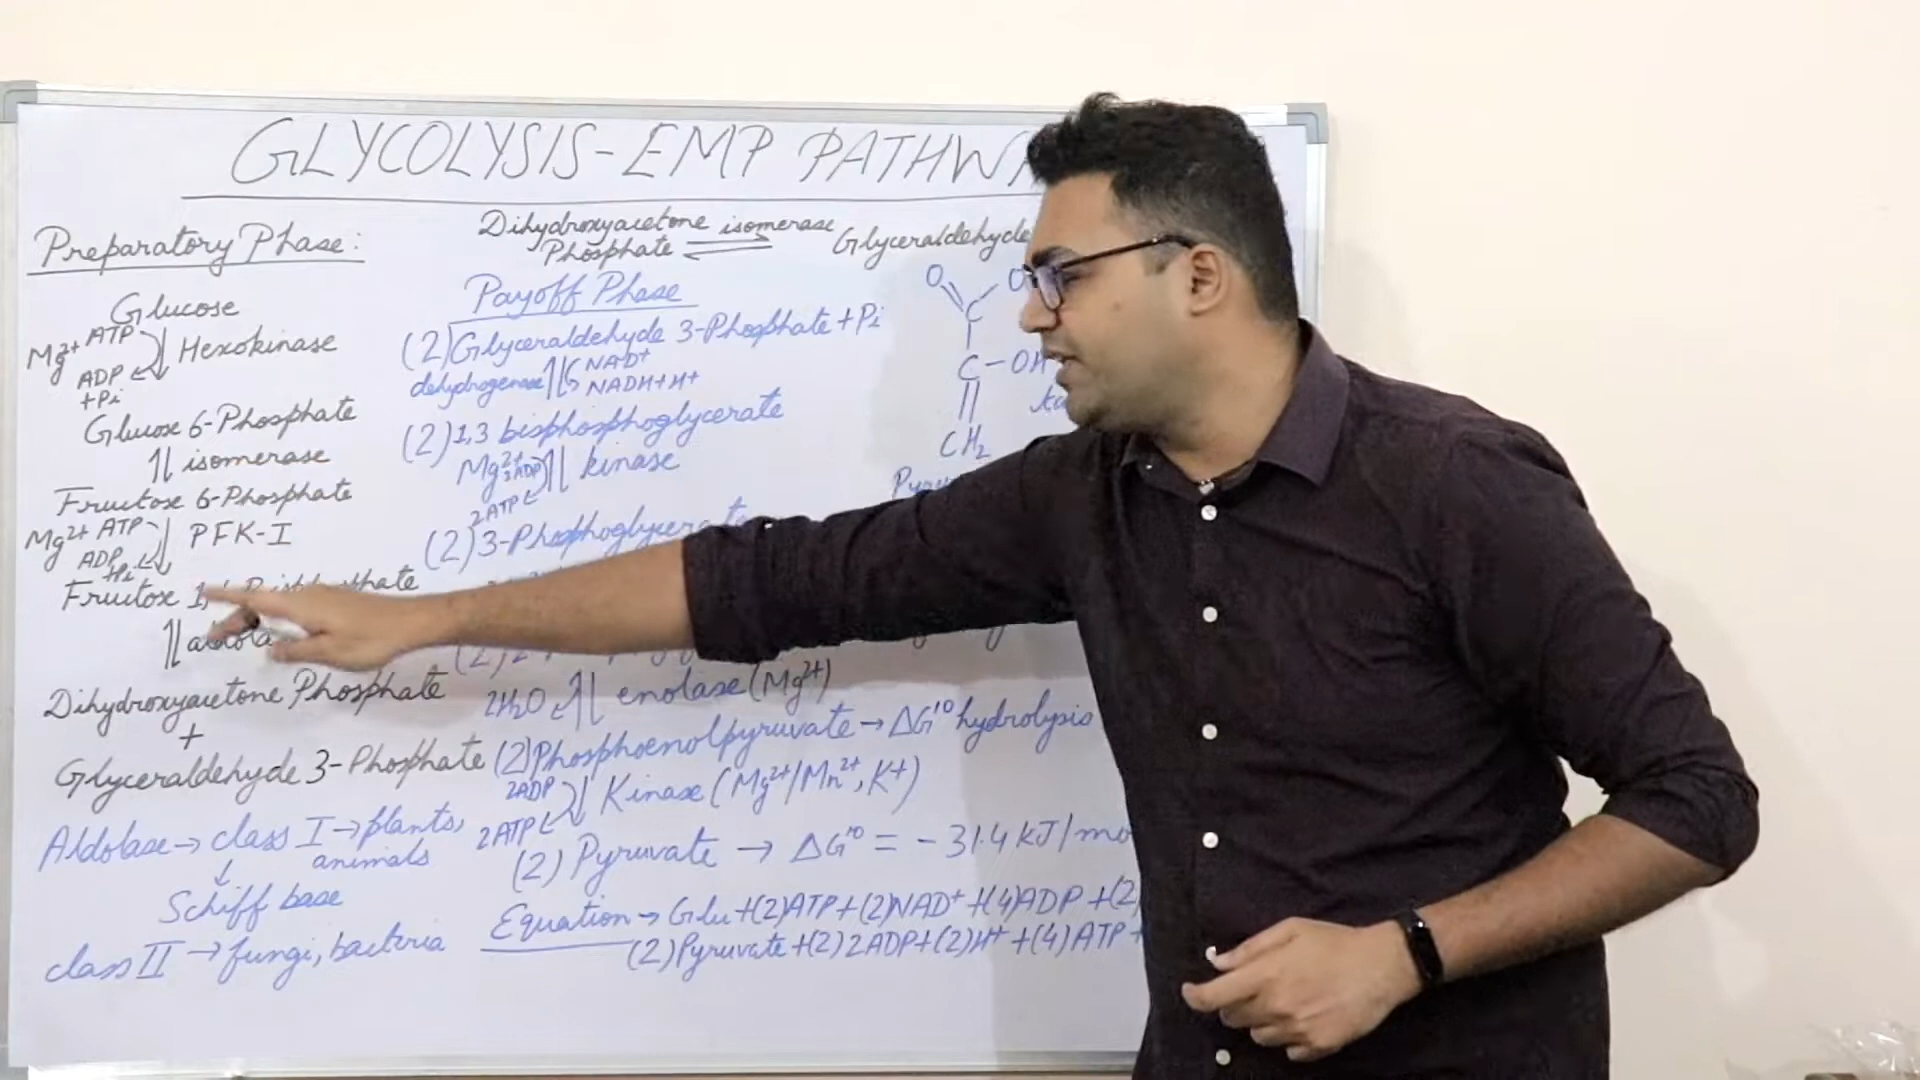 GLYCOLYSIS-EMP PATHW
Preparatory Phase:
Glucose
Mg2+ ATP Hexokinase
ADP
+Pi
Glucose 6-Phosphate
isomerase
Fructose 6-Phosphate
Mg2+ ATP PFK-I
ADP
+Pi
Fructose 1,
Dihydroxyacetone Phosphate
+
Glyceraldehyde 3-Phosphate
Aldolase → class I → plants,
animals
↓
Schiff base
class II → fungi, bacteria
Dihydroxyacetone isomerase
Phosphate ⇌ Glyceraldehyde
Payoff Phase
(2) Glyceraldehyde 3-Phosphate + Pi
dehydrogenase NAD+
NADH+H+
(2) 1,3 bisphosphoglycerate
Mg2+ 2ADP kinase
2ATP
(2) 3-Phosphoglycerate
2H2O enolase (Mg2+)
(2) Phosphoenolpyruvate → ΔG'° hydrolysis
2ADP Kinase (Mg2+/Mn2+, K+)
2ATP
(2) Pyruvate → ΔG'° = -31.4 KJ/mo
Equation → Glu + (2)ATP + (2)NAD+ + (4)ADP + (2)
(2) Pyruvate + (2) 2ADP + (2)H+ + (4)ATP +
O O
C
C - OH
CH2